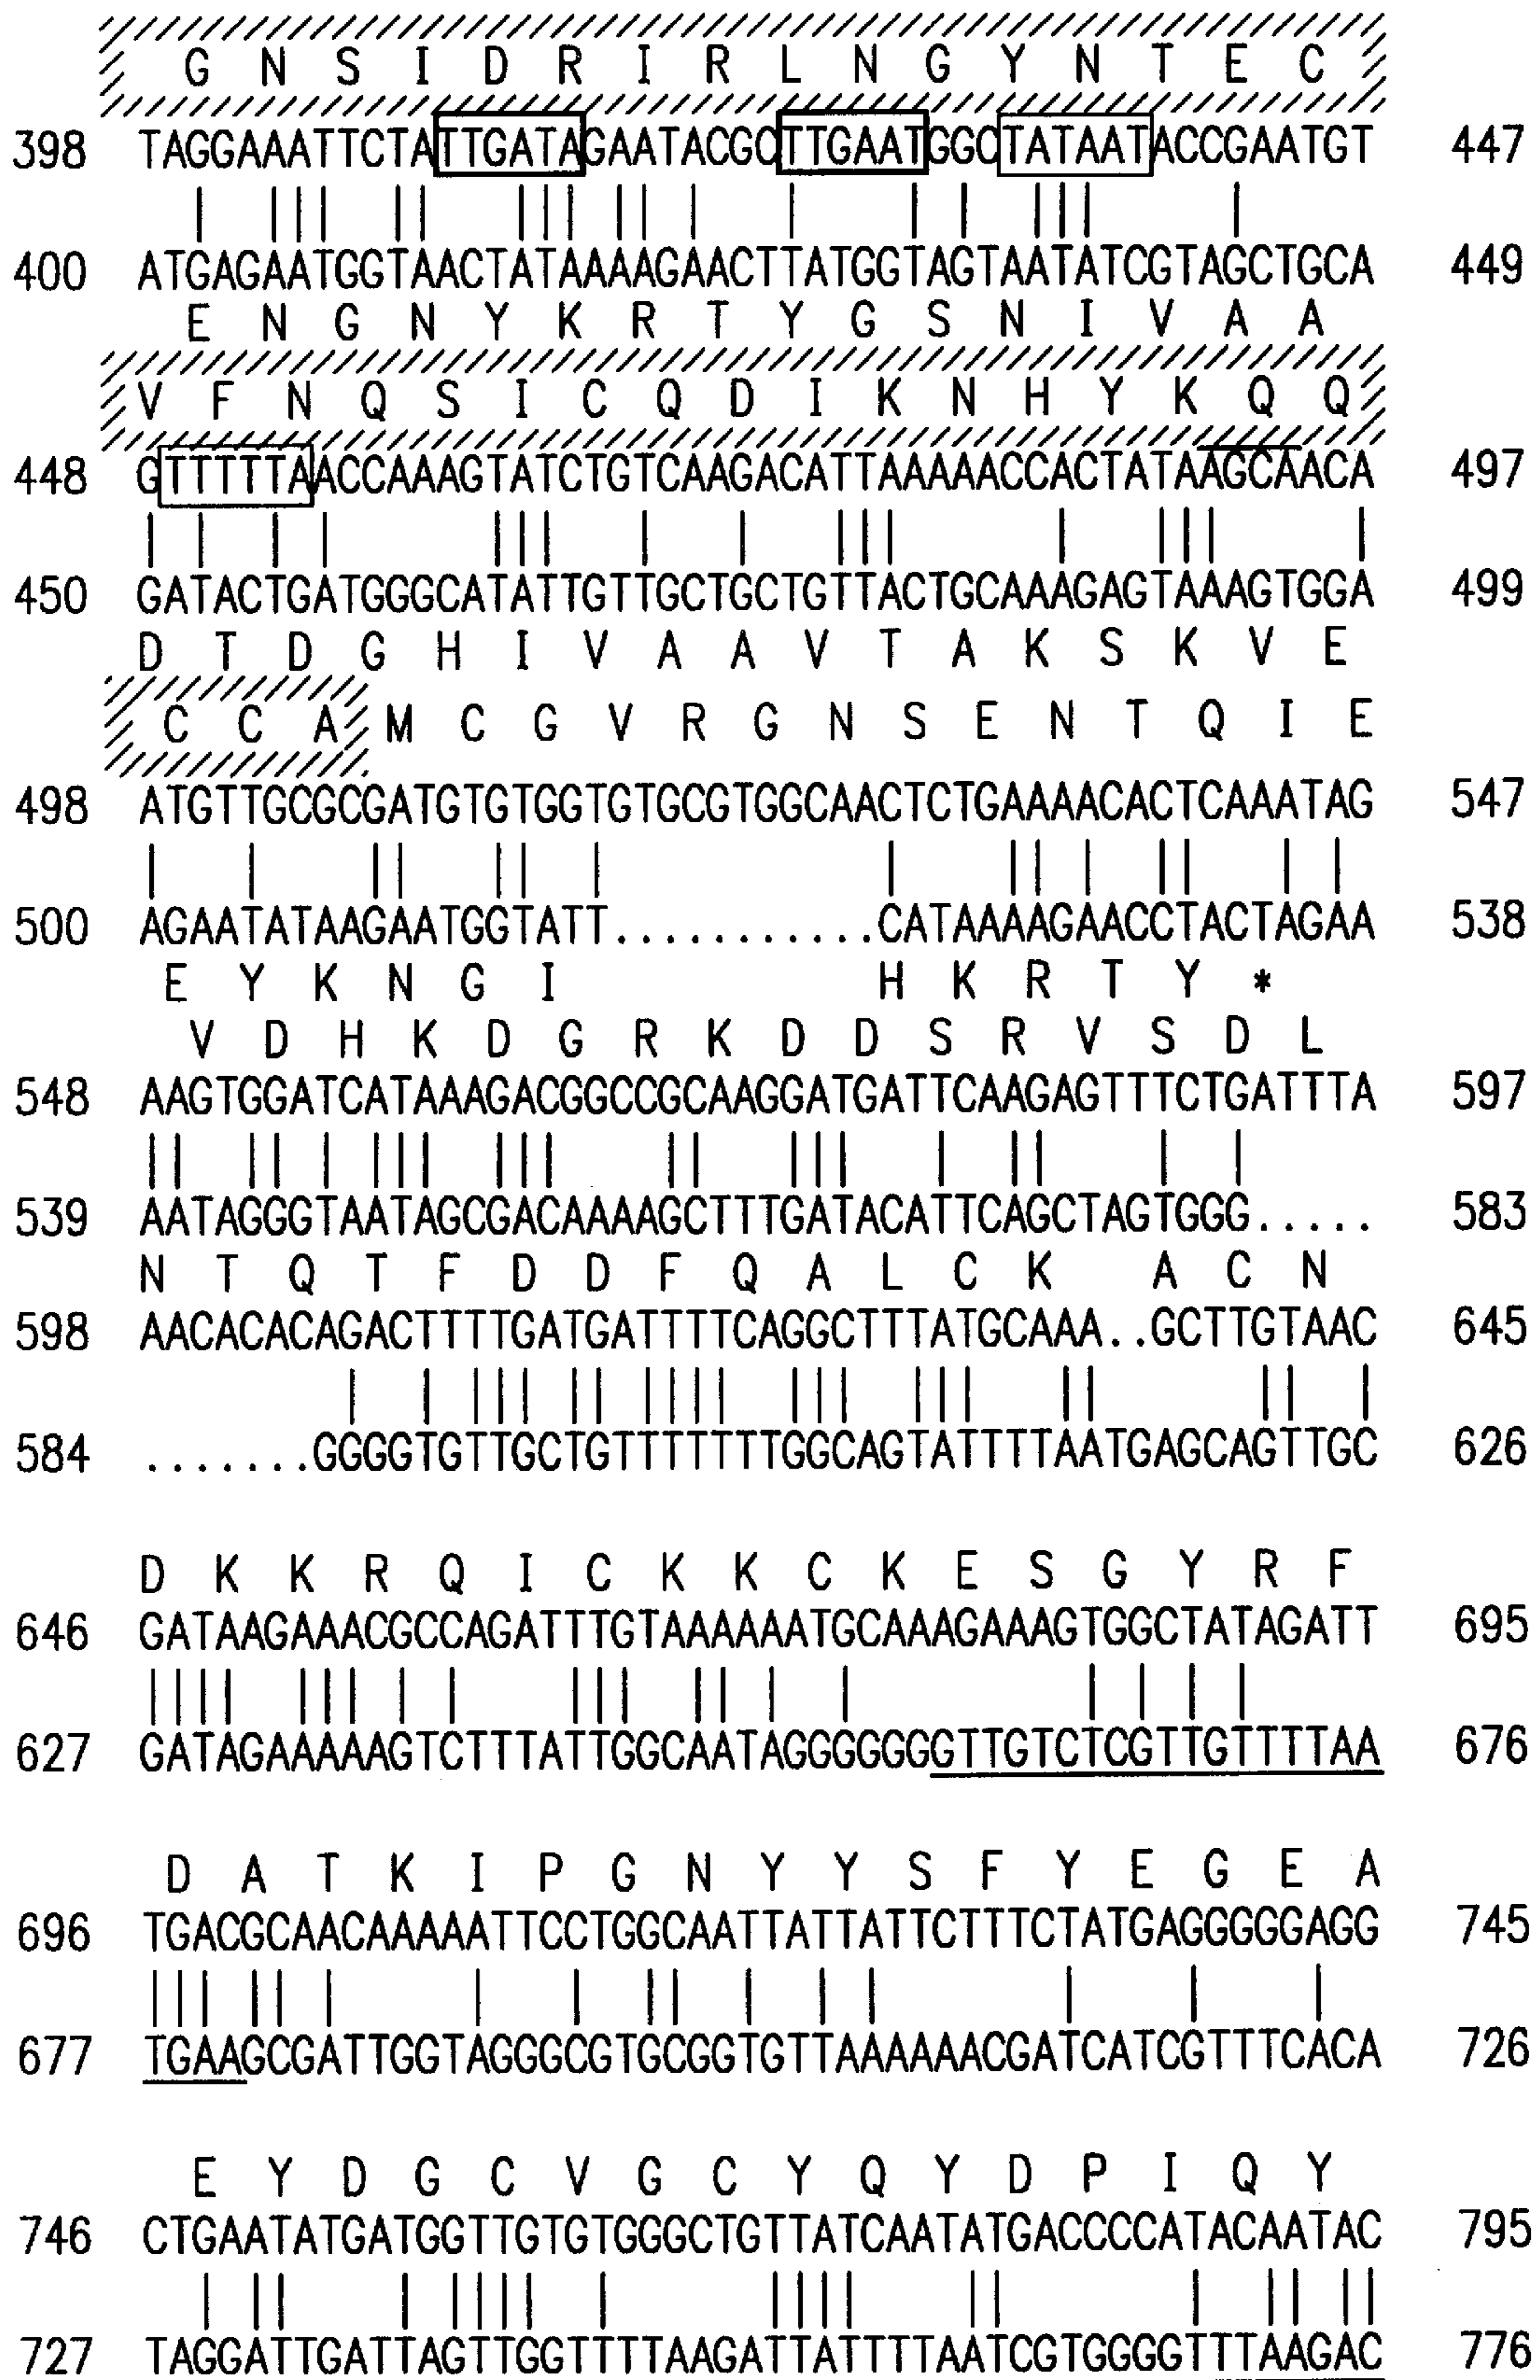 G N S I D R I R L N G Y N T E C
398 TAGGAAATTCTATTGATAGAATACGCTTGAATGGCTATAATACCGAATGT 447
400 ATGAGAATGGTAACTATAAAAGAACTTATGGTAGTAATATCGTAGCTGCA 449
E N G N Y K R T Y G S N I V A A
V F N Q S I C Q D I K N H Y K Q Q
448 GTTTTTAACCAAAGTATCTGTCAAGACATTAAAAACCACTATAAGCAACA 497
450 GATACTGATGGGCATATTGTTGCTGCTGTTACTGCAAAGAGTAAAGTGGA 499
D T D G H I V A A V T A K S K V E
C C A M C G V R G N S E N T Q I E
498 ATGTTGCGCGATGTGTGGTGTGCGTGGCAACTCTGAAAACACTCAAATAG 547
500 AGAATATAAGAATGGTATT...........CATAAAAGAACCTACTAGAA 538
E Y K N G I H K R T Y *
V D H K D G R K D D S R V S D L
548 AAGTGGATCATAAAGACGGCCGCAAGGATGATTCAAGAGTTTCTGATTTA 597
539 AATAGGGTAATAGCGACAAAAGCTTTGATACATTCAGCTAGTGGG..... 583
N T Q T F D D F Q A L C K A C N
598 AACACACAGACTTTTGATGATTTTCAGGCTTTATGCAAA..GCTTGTAAC 645
584 .......GGGGTGTTGCTGTTTTTTTGGCAGTATTTTAATGAGCAGTTGC 626
D K K R Q I C K K C K E S G Y R F
646 GATAAGAAACGCCAGATTTGTAAAAAATGCAAAGAAAGTGGCTATAGATT 695
627 GATAGAAAAAGTCTTTATTGGCAATAGGGGGGGTTGTCTCGTTGTTTTAA 676
D A T K I P G N Y Y S F Y E G E A
696 TGACGCAACAAAAATTCCTGGCAATTATTATTCTTTCTATGAGGGGGAGG 745
677 TGAAGCGATTGGTAGGGCGTGCGGTGTTAAAAAACGATCATCGTTTCACA 726
E Y D G C V G C Y Q Y D P I Q Y
746 CTGAATATGATGGTTGTGTGGGCTGTTATCAATATGACCCCATACAATAC 795
727 TAGGATTGATTAGTTGGTTTTAAGATTATTTTAATCGTGGGGTTTAAGAC 776